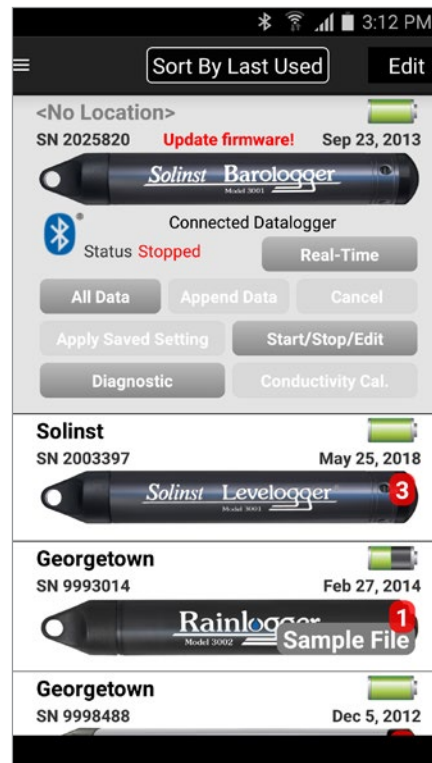 3:12 PM
Sort By Last Used Edit
<No Location>
SN 2025820 Update firmware! Sep 23, 2013
Solinst Barologger
Model 3001
Connected Datalogger
Status Stopped Real-Time
All Data Append Data Cancel
Apply Saved Setting Start/Stop/Edit
Diagnostic Conductivity Cal.
Solinst
SN 2003397 May 25, 2018
Solinst Levelogger 3
Model 3001
Georgetown
SN 9993014 Feb 27, 2014
Rainlogger 1
Model 3002 Sample File
Georgetown
SN 9998488 Dec 5, 2012